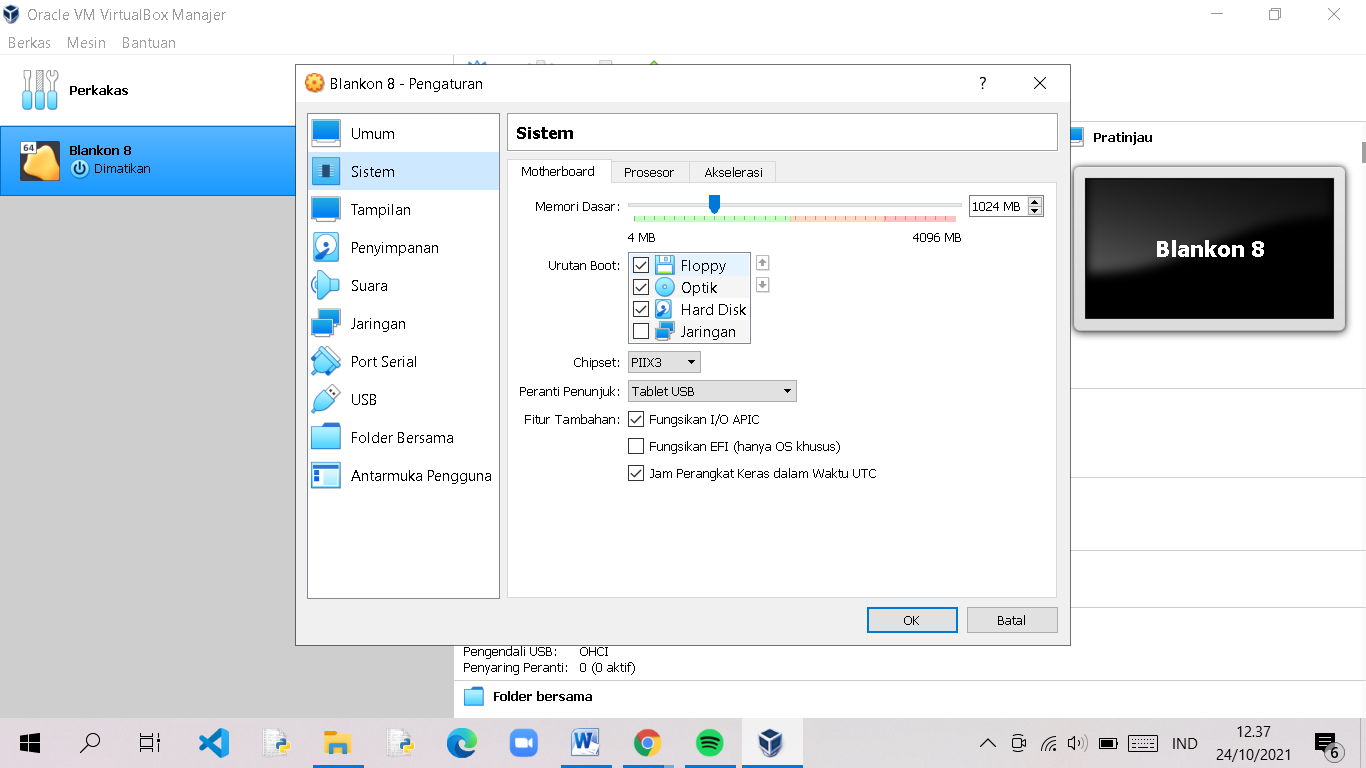 Oracle VM VirtualBox Manajer
Berkas Mesin Bantuan
Perkakas
64
Blankon 8
Dimatikan
Blankon 8 - Pengaturan
?
Umum
Sistem
Tampilan
Penyimpanan
Suara
Jaringan
Port Serial
USB
Folder Bersama
Antarmuka Pengguna
Sistem
Motherboard Prosesor Akselerasi
Memori Dasar: 1024 MB
4 MB 4096 MB
Urutan Boot: Floppy
Optik
Hard Disk
Jaringan
Chipset: PIIX3
Peranti Penunjuk: Tablet USB
Fitur Tambahan: Fungsikan I/O APIC
Fungsikan EFI (hanya OS khusus)
Jam Perangkat Keras dalam Waktu UTC
OK Batal
Pratinjau
Blankon 8
Pengendali USB: OHCI
Penyaring Peranti: 0 (0 aktif)
Folder bersama
IND
12.37
24/10/2021
6